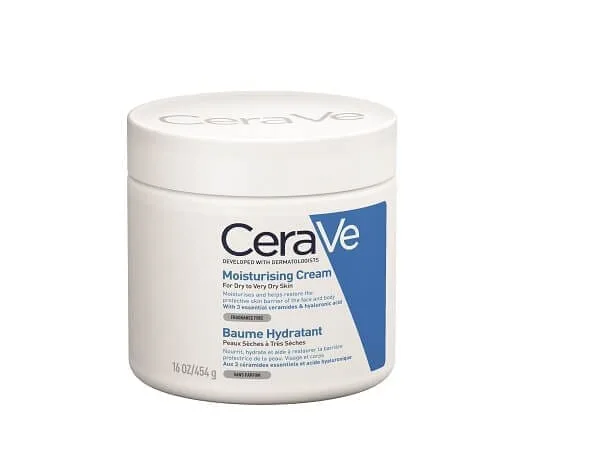 CeraVe
CeraVe
DEVELOPED WITH DERMATOLOGISTS
Moisturising Cream
For Dry to Very Dry Skin
Moisturises and helps restore the
protective skin barrier of the face and body
With 3 essential ceramides & hyaluronic acid
FRAGRANCE FREE
Baume Hydratant
Peaux Sèches à Très Sèches
Nourrit, hydrate et aide à restaurer la barrière
protectrice de la peau. Visage et corps.
Aux 3 céramides essentiels et acide hyaluronique
16 OZ/454 g
SANS PARFUM